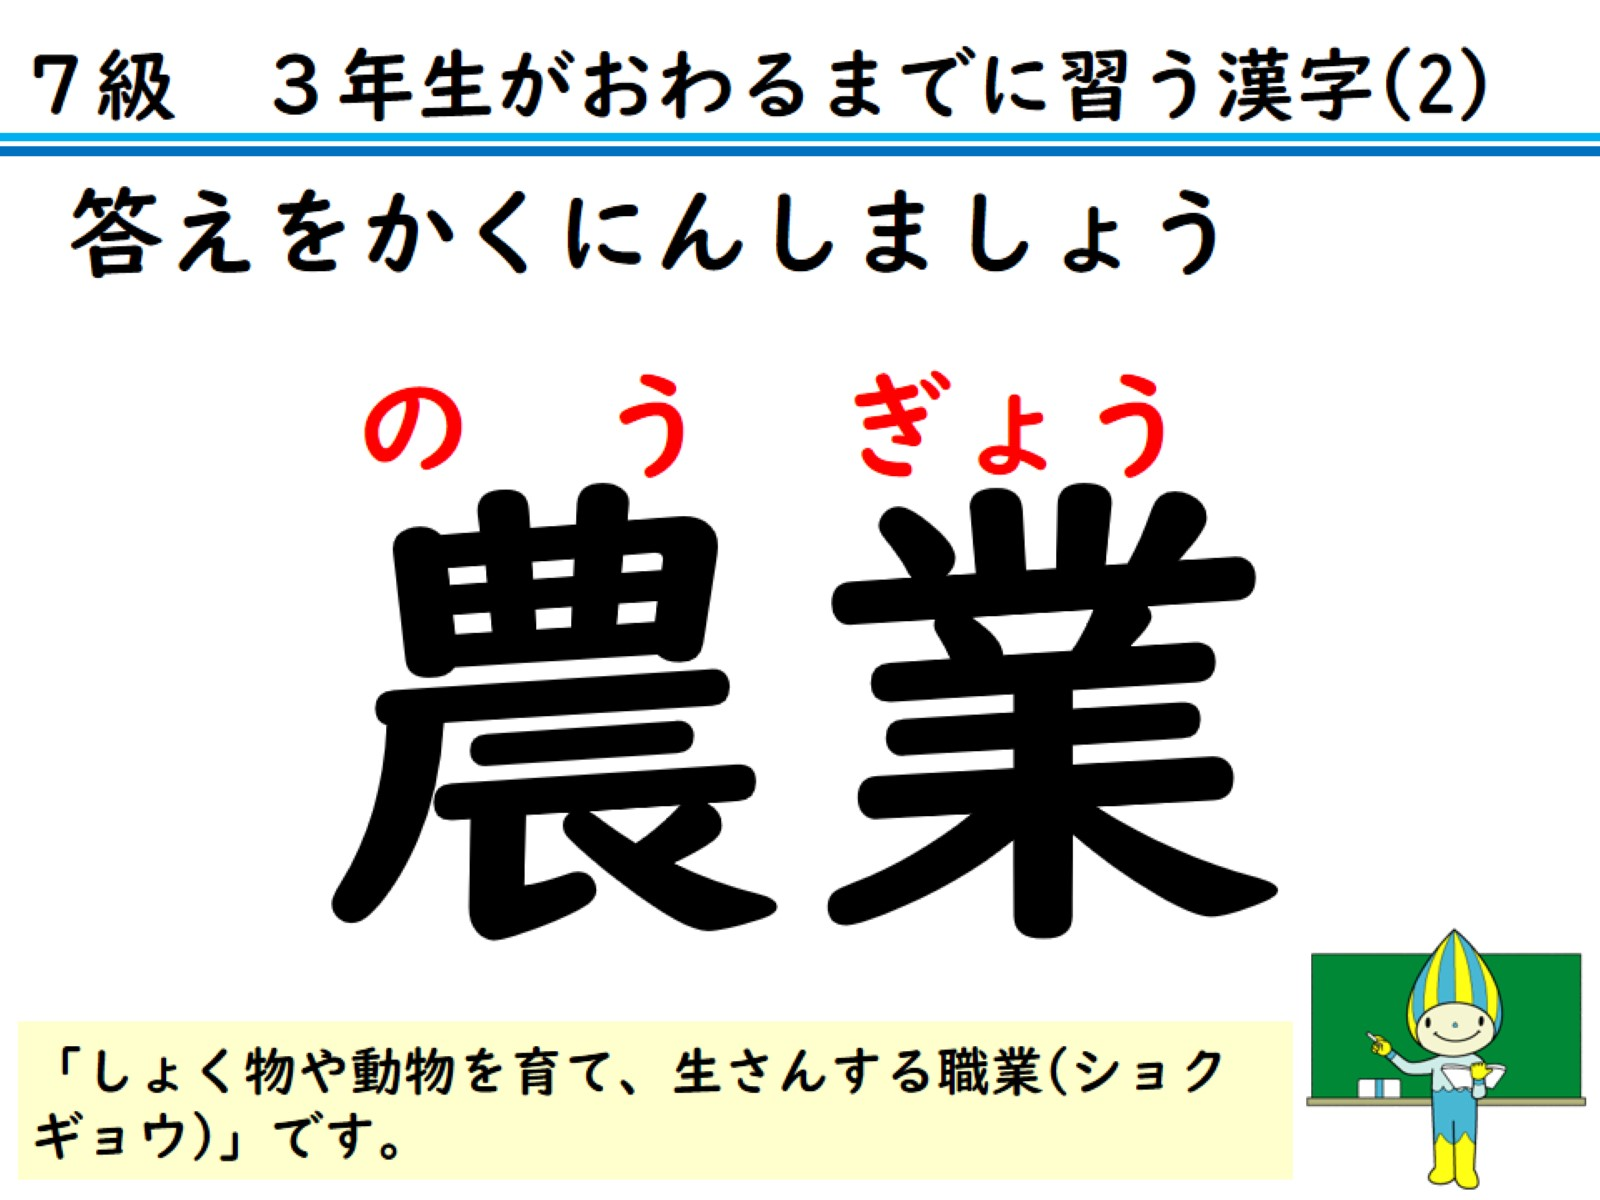 ７級　３年生がおわるまでに習う漢字(2)
答えをかくにんしましょう
のう　ぎょう
農業
「しょく物や動物を育て、生さんする職業(ショク
ギョウ)」です。